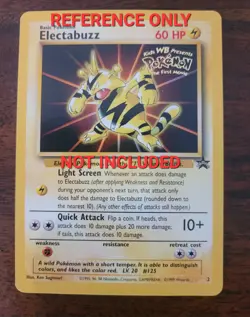 REFERENCE ONLY
Basic
Electabuzz
60 HP
Kids WB Presents
POKéMON
The First Movie
NOT INCLUDED
Light Screen Whenever an attack does damage
to Electabuzz (after applying Weakness and Resistance)
during your opponent's next turn, that attack only
does half the damage to Electabuzz (rounded down to
the nearest 10). (Any other effects of attacks still happen.)
Quick Attack Flip a coin. If heads, this
attack does 10 damage plus 20 more damage; if
tails, this attack does 10 damage.
10+
weakness
resistance
retreat cost
A wild Pokémon with a short temper. It is able to distinguish
colors, and likes the color red. LV. 20 #125
Illus. Ken Sugimori
2